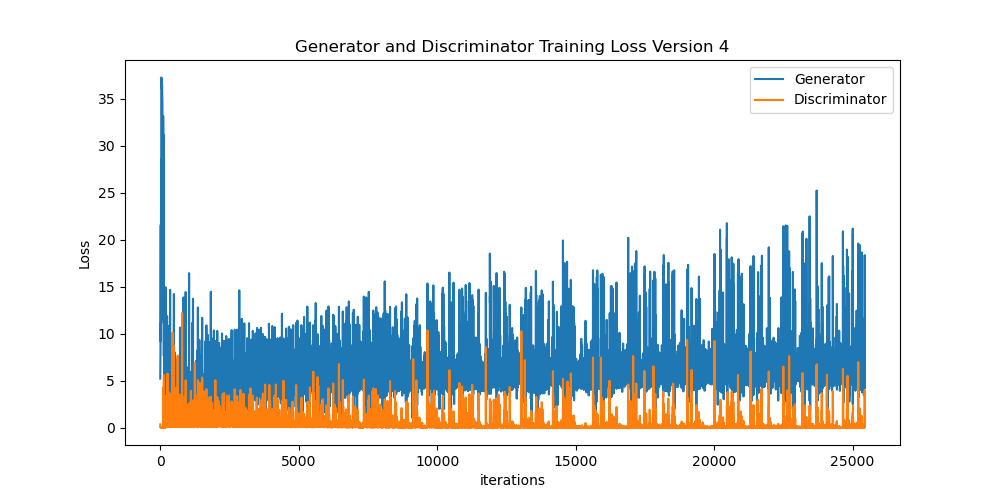 Generator and Discriminator Training Loss Version 4
Generator
Discriminator
Loss
35
30
25
20
15
10
5
0
0 5000 10000 15000 20000 25000
iterations